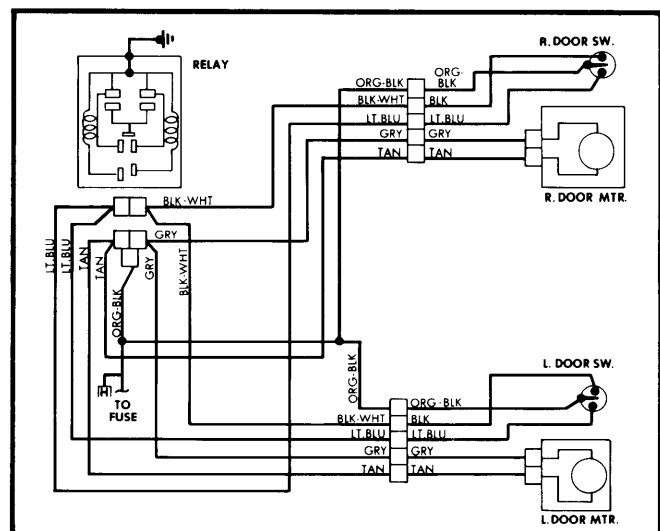 RELAY
R. DOOR SW.
ORG-BLK
ORG-
BLK
BLK-WHT
BLK
LT.BLU
LT.BLU
GRY
GRY
TAN
TAN
R. DOOR MTR.
BLK-WHT
GRY
LT.BLU
LT.BLU
TAN
TAN
ORG-BLK
GRY
BLK-WHT
TO
FUSE
ORG-BLK
L. DOOR SW.
ORG-BLK
BLK-WHT
BLK
LT.BLU
LT.BLU
GRY
GRY
TAN
TAN
L. DOOR MTR.